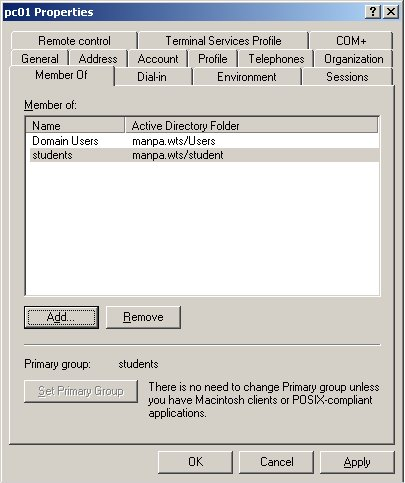 pc01 Properties
Remote control Terminal Services Profile COM+
General Address Account Profile Telephones Organization
Member Of Dial-in Environment Sessions
Member of:
Name Active Directory Folder
Domain Users manpa.wts/Users
students manpa.wts/student
Add... Remove
Primary group: students
Set Primary Group There is no need to change Primary group unless
you have Macintosh clients or POSIX-compliant
applications.
OK Cancel Apply